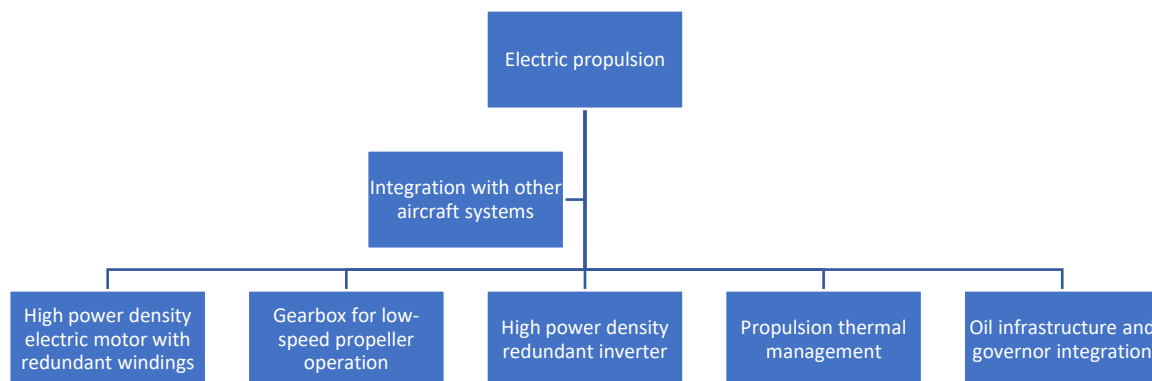 Electric propulsion
Integration with other
aircraft systems
High power density
electric motor with
redundant windings
Gearbox for low-
speed propeller
operation
High power density
redundant inverter
Propulsion thermal
management
Oil infrastructure and
governor integration